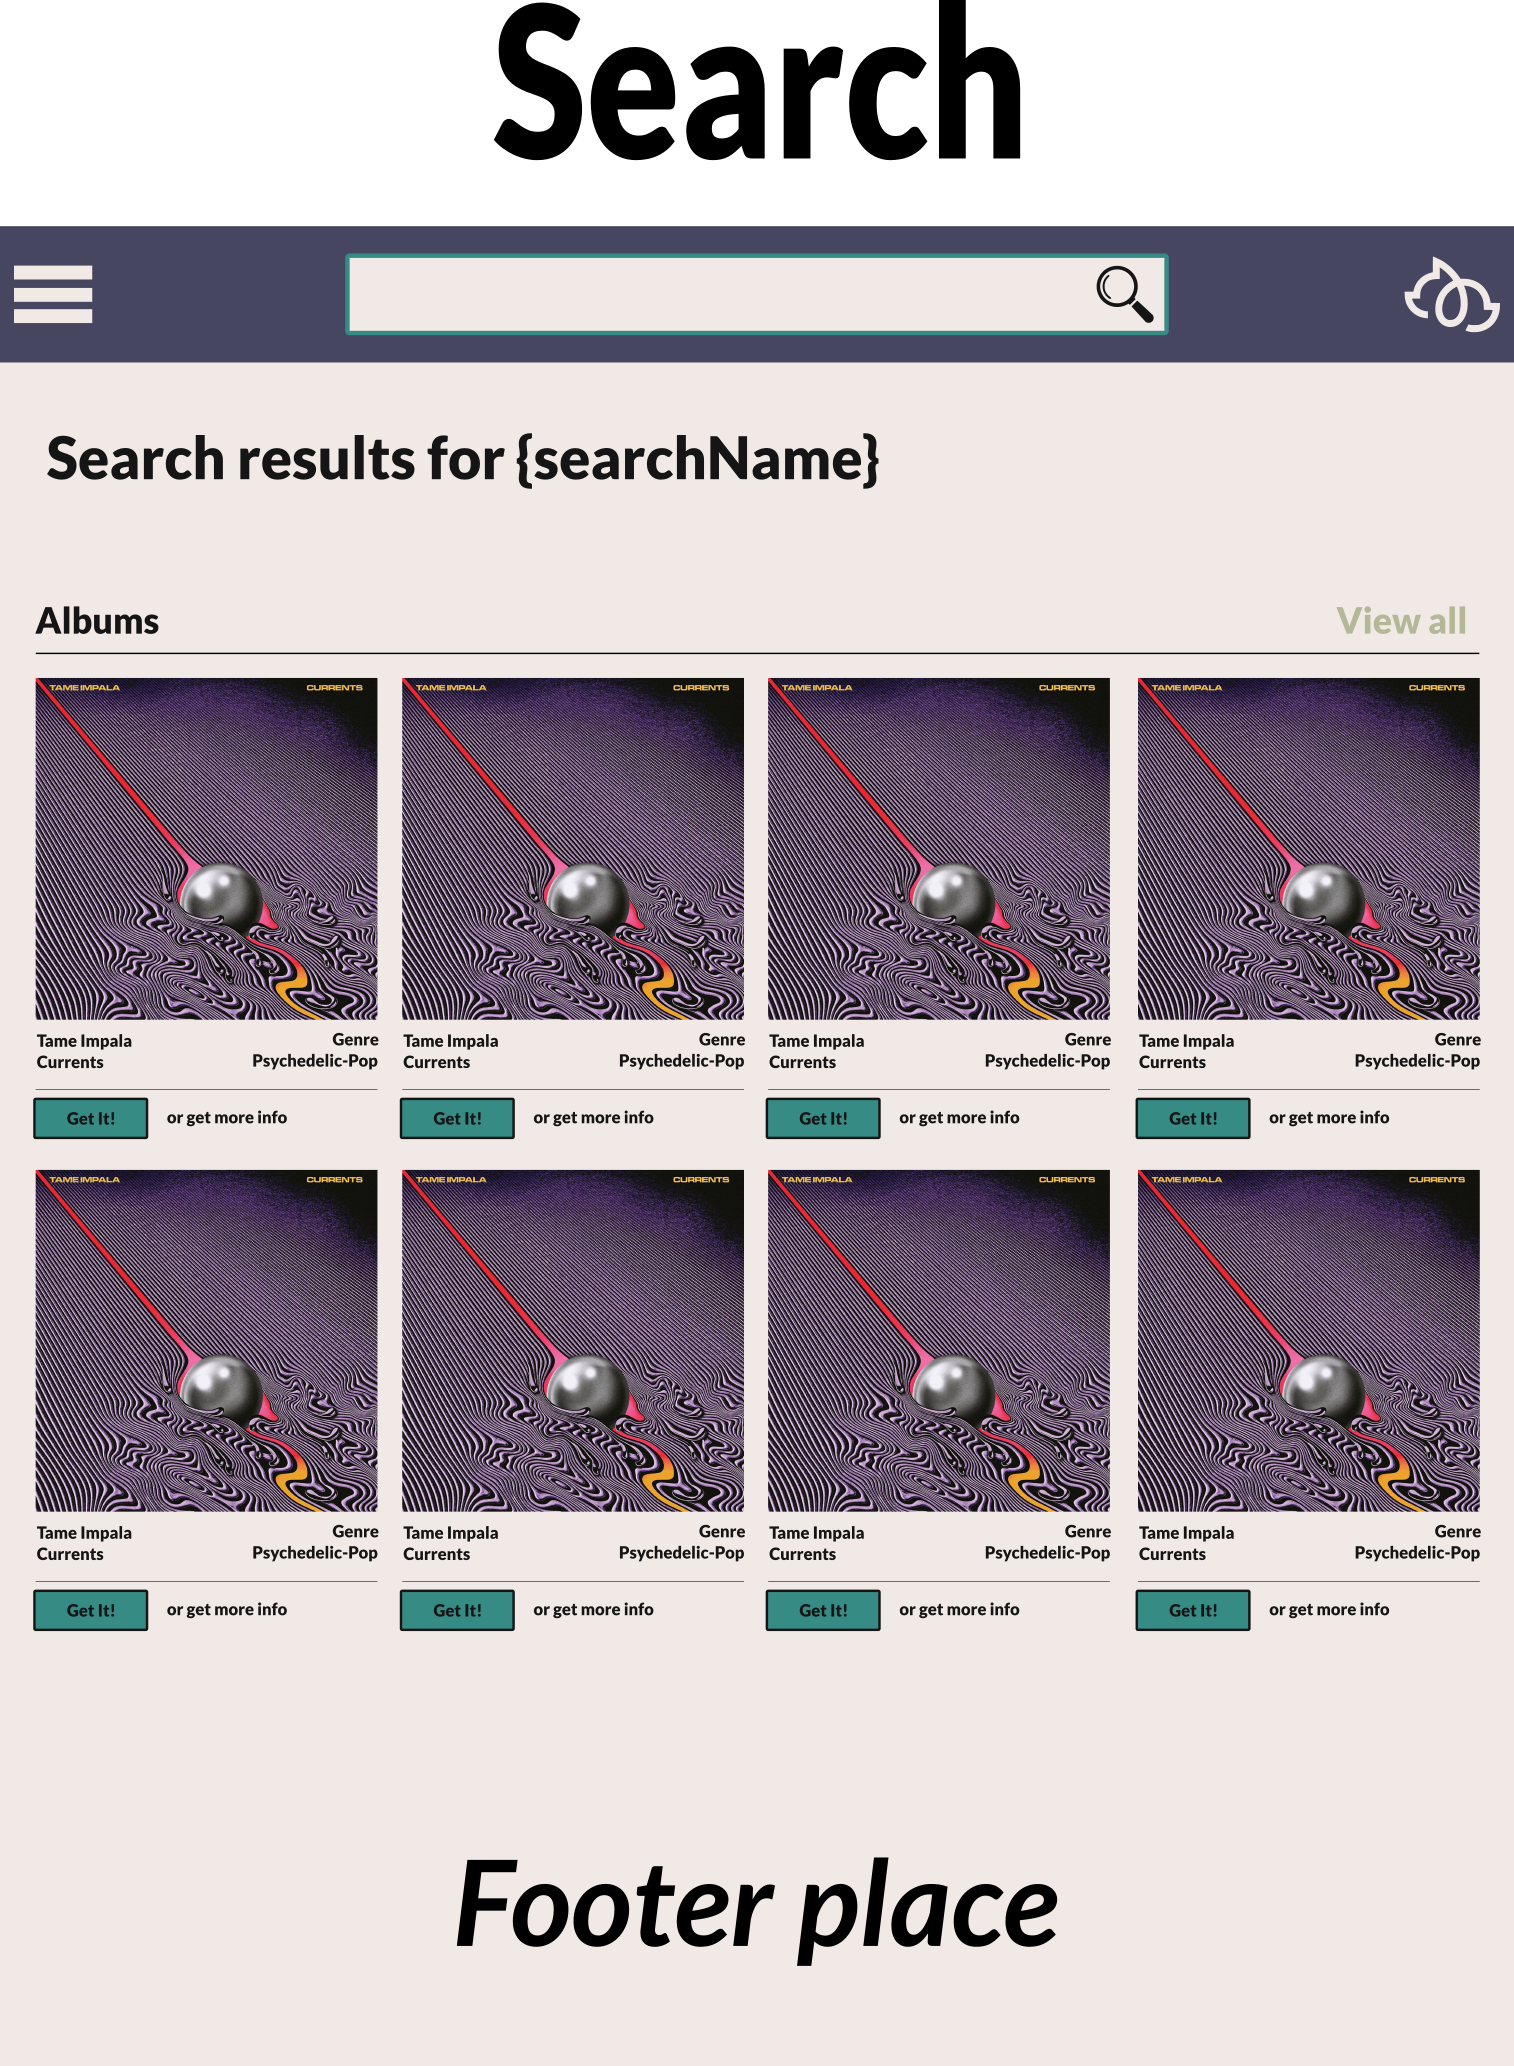 Search
Search results for {searchName}
Albums View all
TAME IMPALA CURRENTS TAME IMPALA CURRENTS TAME IMPALA CURRENTS TAME IMPALA CURRENTS
Tame Impala Genre Tame Impala Genre Tame Impala Genre Tame Impala Genre
Currents Psychedelic-Pop Currents Psychedelic-Pop Currents Psychedelic-Pop Currents Psychedelic-Pop
Get It! or get more info Get It! or get more info Get It! or get more info Get It! or get more info
TAME IMPALA CURRENTS TAME IMPALA CURRENTS TAME IMPALA CURRENTS TAME IMPALA CURRENTS
Tame Impala Genre Tame Impala Genre Tame Impala Genre Tame Impala Genre
Currents Psychedelic-Pop Currents Psychedelic-Pop Currents Psychedelic-Pop Currents Psychedelic-Pop
Get It! or get more info Get It! or get more info Get It! or get more info Get It! or get more info
Footer place